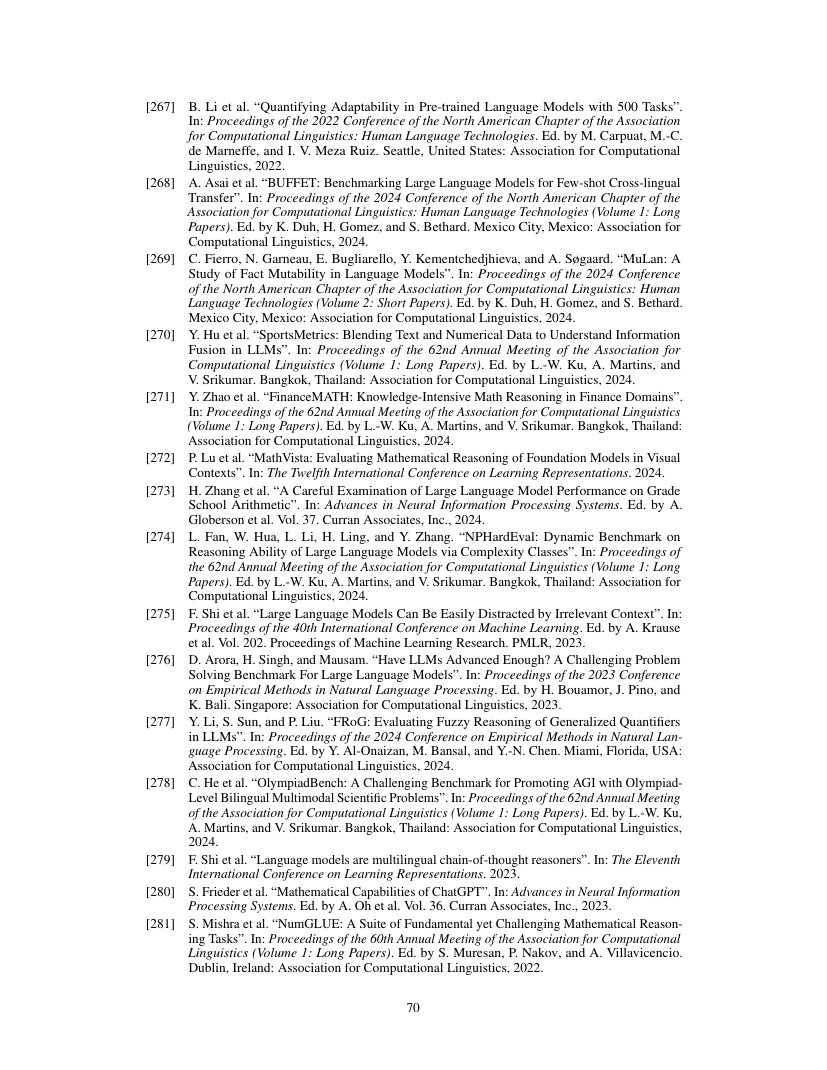 [267] B. Li et al. “Quantifying Adaptability in Pre-trained Language Models with 500 Tasks”.
In: Proceedings of the 2022 Conference of the North American Chapter of the Association
for Computational Linguistics: Human Language Technologies. Ed. by M. Carpuat, M.-C.
de Marneffe, and I. V. Meza Ruiz. Seattle, United States: Association for Computational
Linguistics, 2022.
[268] A. Asai et al. “BUFFET: Benchmarking Large Language Models for Few-shot Cross-lingual
Transfer”. In: Proceedings of the 2024 Conference of the North American Chapter of the
Association for Computational Linguistics: Human Language Technologies (Volume 1: Long
Papers). Ed. by K. Duh, H. Gomez, and S. Bethard. Mexico City, Mexico: Association for
Computational Linguistics, 2024.
[269] C. Fierro, N. Garneau, E. Bugliarello, Y. Kementchedjhieva, and A. Søgaard. “MuLan: A
Study of Fact Mutability in Language Models”. In: Proceedings of the 2024 Conference
of the North American Chapter of the Association for Computational Linguistics: Human
Language Technologies (Volume 2: Short Papers). Ed. by K. Duh, H. Gomez, and S. Bethard.
Mexico City, Mexico: Association for Computational Linguistics, 2024.
[270] Y. Hu et al. “SportsMetrics: Blending Text and Numerical Data to Understand Information
Fusion in LLMs”. In: Proceedings of the 62nd Annual Meeting of the Association for
Computational Linguistics (Volume 1: Long Papers). Ed. by L.-W. Ku, A. Martins, and
V. Srikumar. Bangkok, Thailand: Association for Computational Linguistics, 2024.
[271] Y. Zhao et al. “FinanceMATH: Knowledge-Intensive Math Reasoning in Finance Domains”.
In: Proceedings of the 62nd Annual Meeting of the Association for Computational Linguistics
(Volume 1: Long Papers). Ed. by L.-W. Ku, A. Martins, and V. Srikumar. Bangkok, Thailand:
Association for Computational Linguistics, 2024.
[272] P. Lu et al. “MathVista: Evaluating Mathematical Reasoning of Foundation Models in Visual
Contexts”. In: The Twelfth International Conference on Learning Representations. 2024.
[273] H. Zhang et al. “A Careful Examination of Large Language Model Performance on Grade
School Arithmetic”. In: Advances in Neural Information Processing Systems. Ed. by A.
Globerson et al. Vol. 37. Curran Associates, Inc., 2024.
[274] L. Fan, W. Hua, L. Li, H. Ling, and Y. Zhang. “NPHardEval: Dynamic Benchmark on
Reasoning Ability of Large Language Models via Complexity Classes”. In: Proceedings of
the 62nd Annual Meeting of the Association for Computational Linguistics (Volume 1: Long
Papers). Ed. by L.-W. Ku, A. Martins, and V. Srikumar. Bangkok, Thailand: Association for
Computational Linguistics, 2024.
[275] F. Shi et al. “Large Language Models Can Be Easily Distracted by Irrelevant Context”. In:
Proceedings of the 40th International Conference on Machine Learning. Ed. by A. Krause
et al. Vol. 202. Proceedings of Machine Learning Research. PMLR, 2023.
[276] D. Arora, H. Singh, and Mausam. “Have LLMs Advanced Enough? A Challenging Problem
Solving Benchmark For Large Language Models”. In: Proceedings of the 2023 Conference
on Empirical Methods in Natural Language Processing. Ed. by H. Bouamor, J. Pino, and
K. Bali. Singapore: Association for Computational Linguistics, 2023.
[277] Y. Li, S. Sun, and P. Liu. “FRoG: Evaluating Fuzzy Reasoning of Generalized Quantifiers
in LLMs”. In: Proceedings of the 2024 Conference on Empirical Methods in Natural Lan-
guage Processing. Ed. by Y. Al-Onaizan, M. Bansal, and Y.-N. Chen. Miami, Florida, USA:
Association for Computational Linguistics, 2024.
[278] C. He et al. “OlympiadBench: A Challenging Benchmark for Promoting AGI with Olympiad-
Level Bilingual Multimodal Scientific Problems”. In: Proceedings of the 62nd Annual Meeting
of the Association for Computational Linguistics (Volume 1: Long Papers). Ed. by L.-W. Ku,
A. Martins, and V. Srikumar. Bangkok, Thailand: Association for Computational Linguistics,
2024.
[279] F. Shi et al. “Language models are multilingual chain-of-thought reasoners”. In: The Eleventh
International Conference on Learning Representations. 2023.
[280] S. Frieder et al. “Mathematical Capabilities of ChatGPT”. In: Advances in Neural Information
Processing Systems. Ed. by A. Oh et al. Vol. 36. Curran Associates, Inc., 2023.
[281] S. Mishra et al. “NumGLUE: A Suite of Fundamental yet Challenging Mathematical Reason-
ing Tasks”. In: Proceedings of the 60th Annual Meeting of the Association for Computational
Linguistics (Volume 1: Long Papers). Ed. by S. Muresan, P. Nakov, and A. Villavicencio.
Dublin, Ireland: Association for Computational Linguistics, 2022.
70